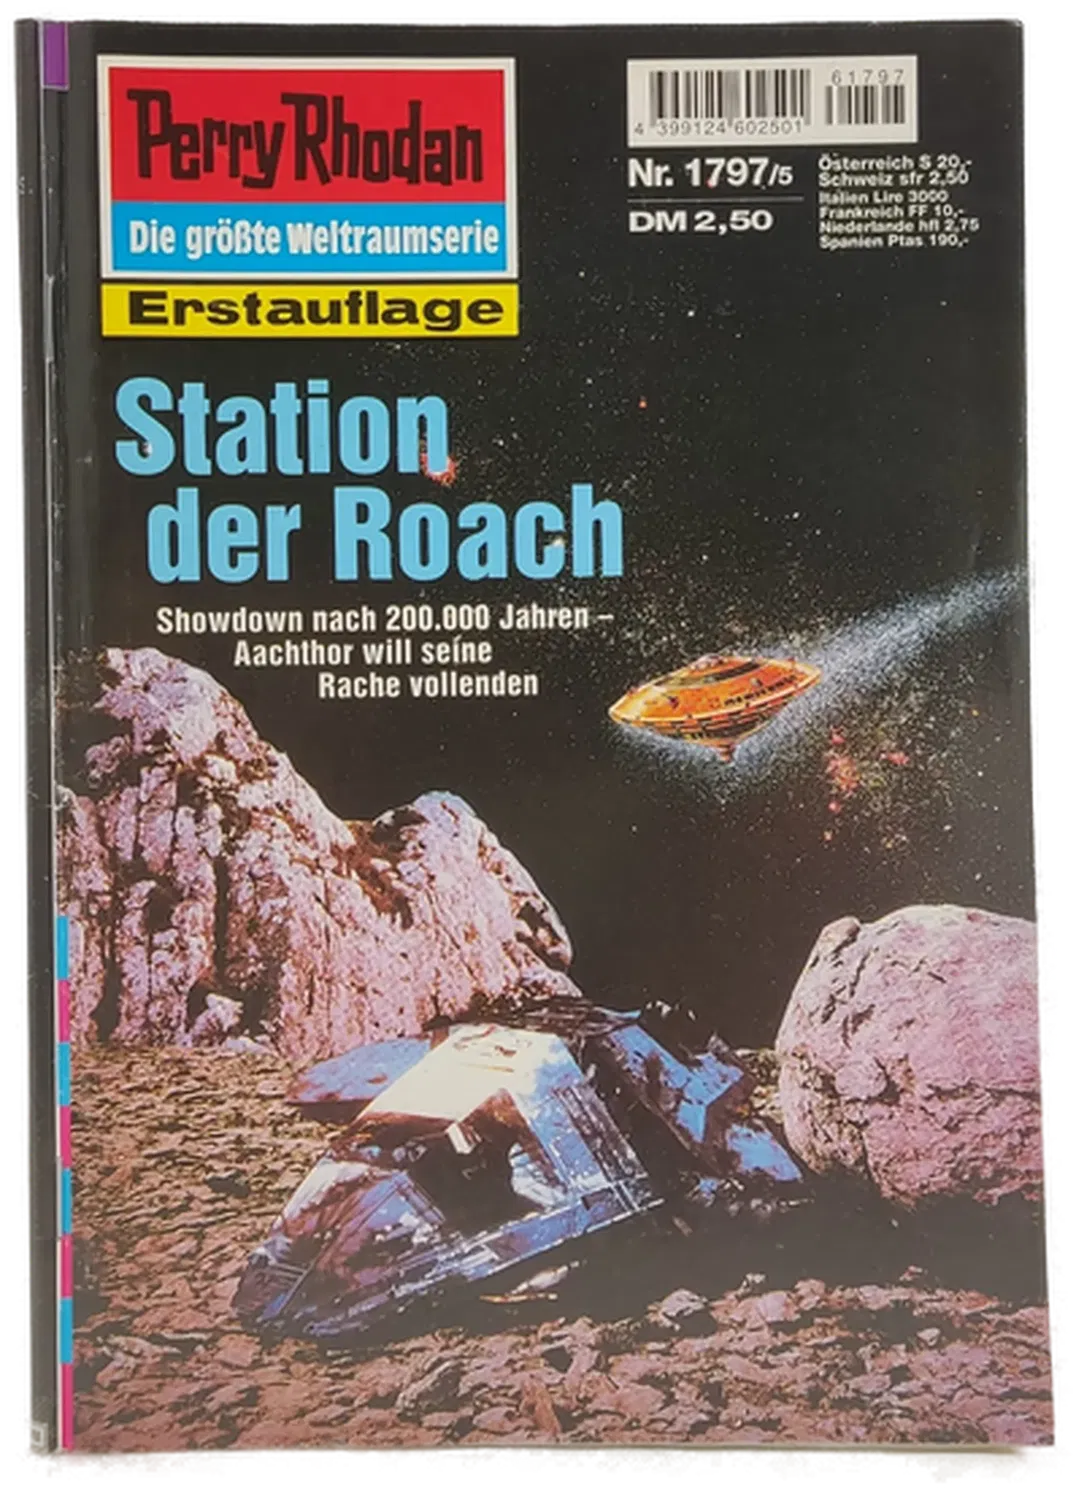 Perry Rhodan
Die größte Weltraumserie
Erstauflage
61797
4 399124 602501
Nr. 1797/5
DM 2,50
Österreich S 20,-
Schweiz sfr 2,50
Italien Lire 3000
Frankreich FF 10,-
Niederlande hfl 2,75
Spanien Ptas 190,-
Station
der Roach
Showdown nach 200.000 Jahren –
Aachthor will seine
Rache vollenden